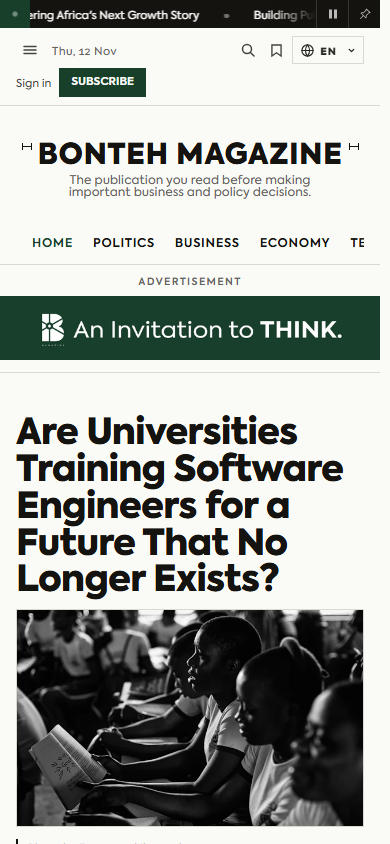 ering Africa's Next Growth Story
Building
Thu, 12 Nov
EN
Sign in
SUBSCRIBE
BONTEH MAGAZINE
The publication you read before making
important business and policy decisions.
HOME
POLITICS
BUSINESS
ECONOMY
TE
ADVERTISEMENT
An Invitation to THINK.
Are Universities
Training Software
Engineers for a
Future That No
Longer Exists?